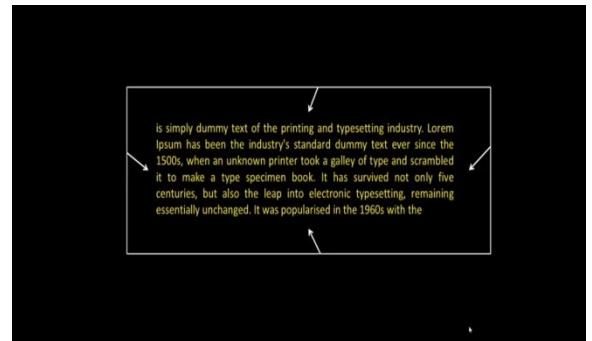 is simply dummy text of the printing and typesetting industry. Lorem
Ipsum has been the industry's standard dummy text ever since the
1500s, when an unknown printer took a galley of type and scrambled
it to make a type specimen book. It has survived not only five
centuries, but also the leap into electronic typesetting, remaining
essentially unchanged. It was popularised in the 1960s with the